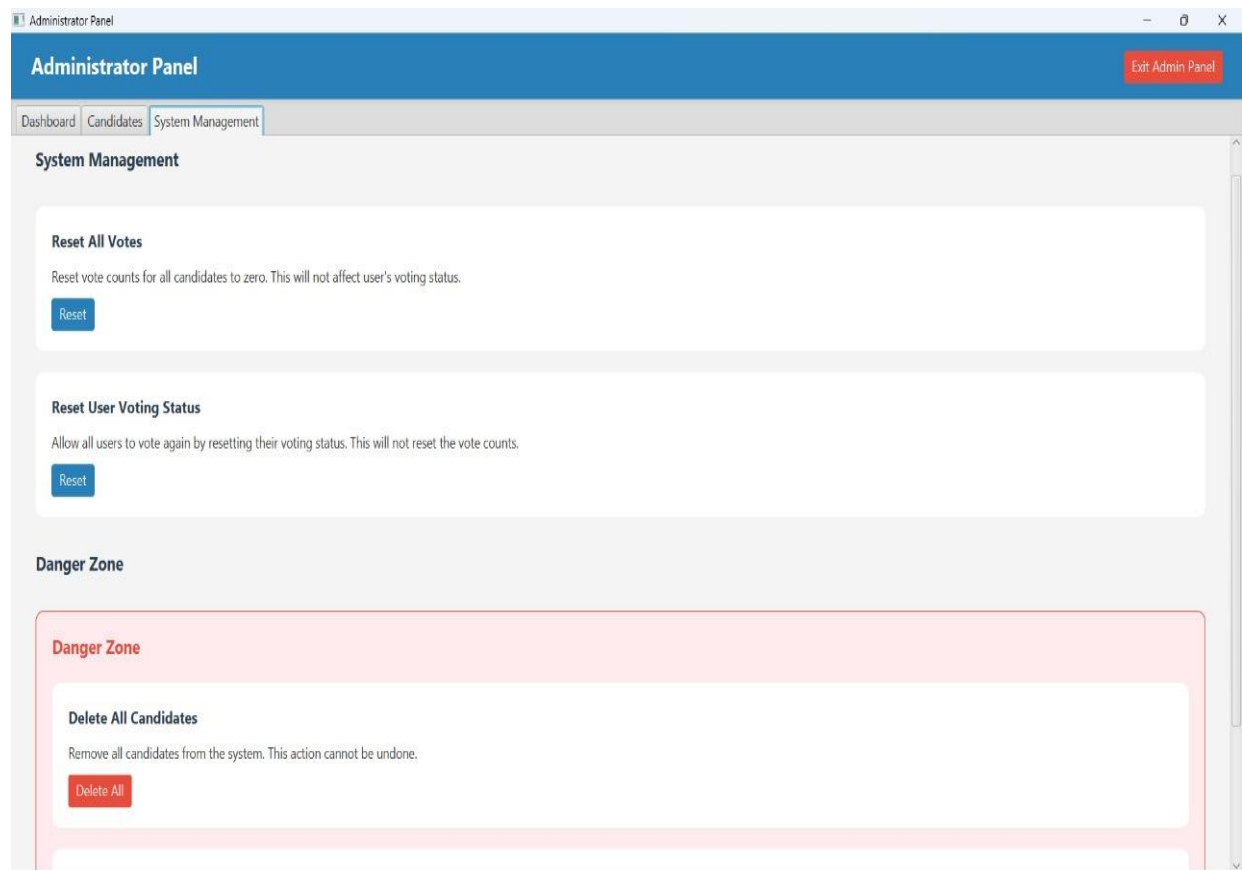 Administrator Panel
Administrator Panel
Exit Admin Panel
Dashboard
Candidates
System Management
System Management
Reset All Votes
Reset vote counts for all candidates to zero. This will not affect user's voting status.
Reset
Reset User Voting Status
Allow all users to vote again by resetting their voting status. This will not reset the vote counts.
Reset
Danger Zone
Danger Zone
Delete All Candidates
Remove all candidates from the system. This action cannot be undone.
Delete All